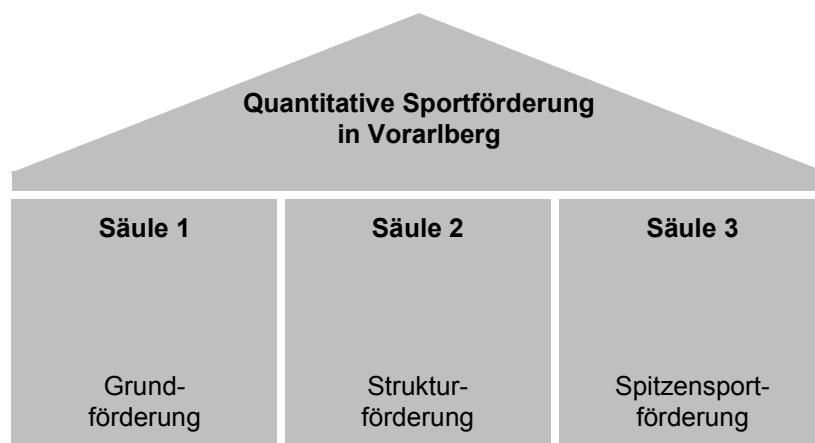 Quantitative Sportförderung
in Vorarlberg
Säule 1
Säule 2
Säule 3
Grund-
förderung
Struktur-
förderung
Spitzensport-
förderung